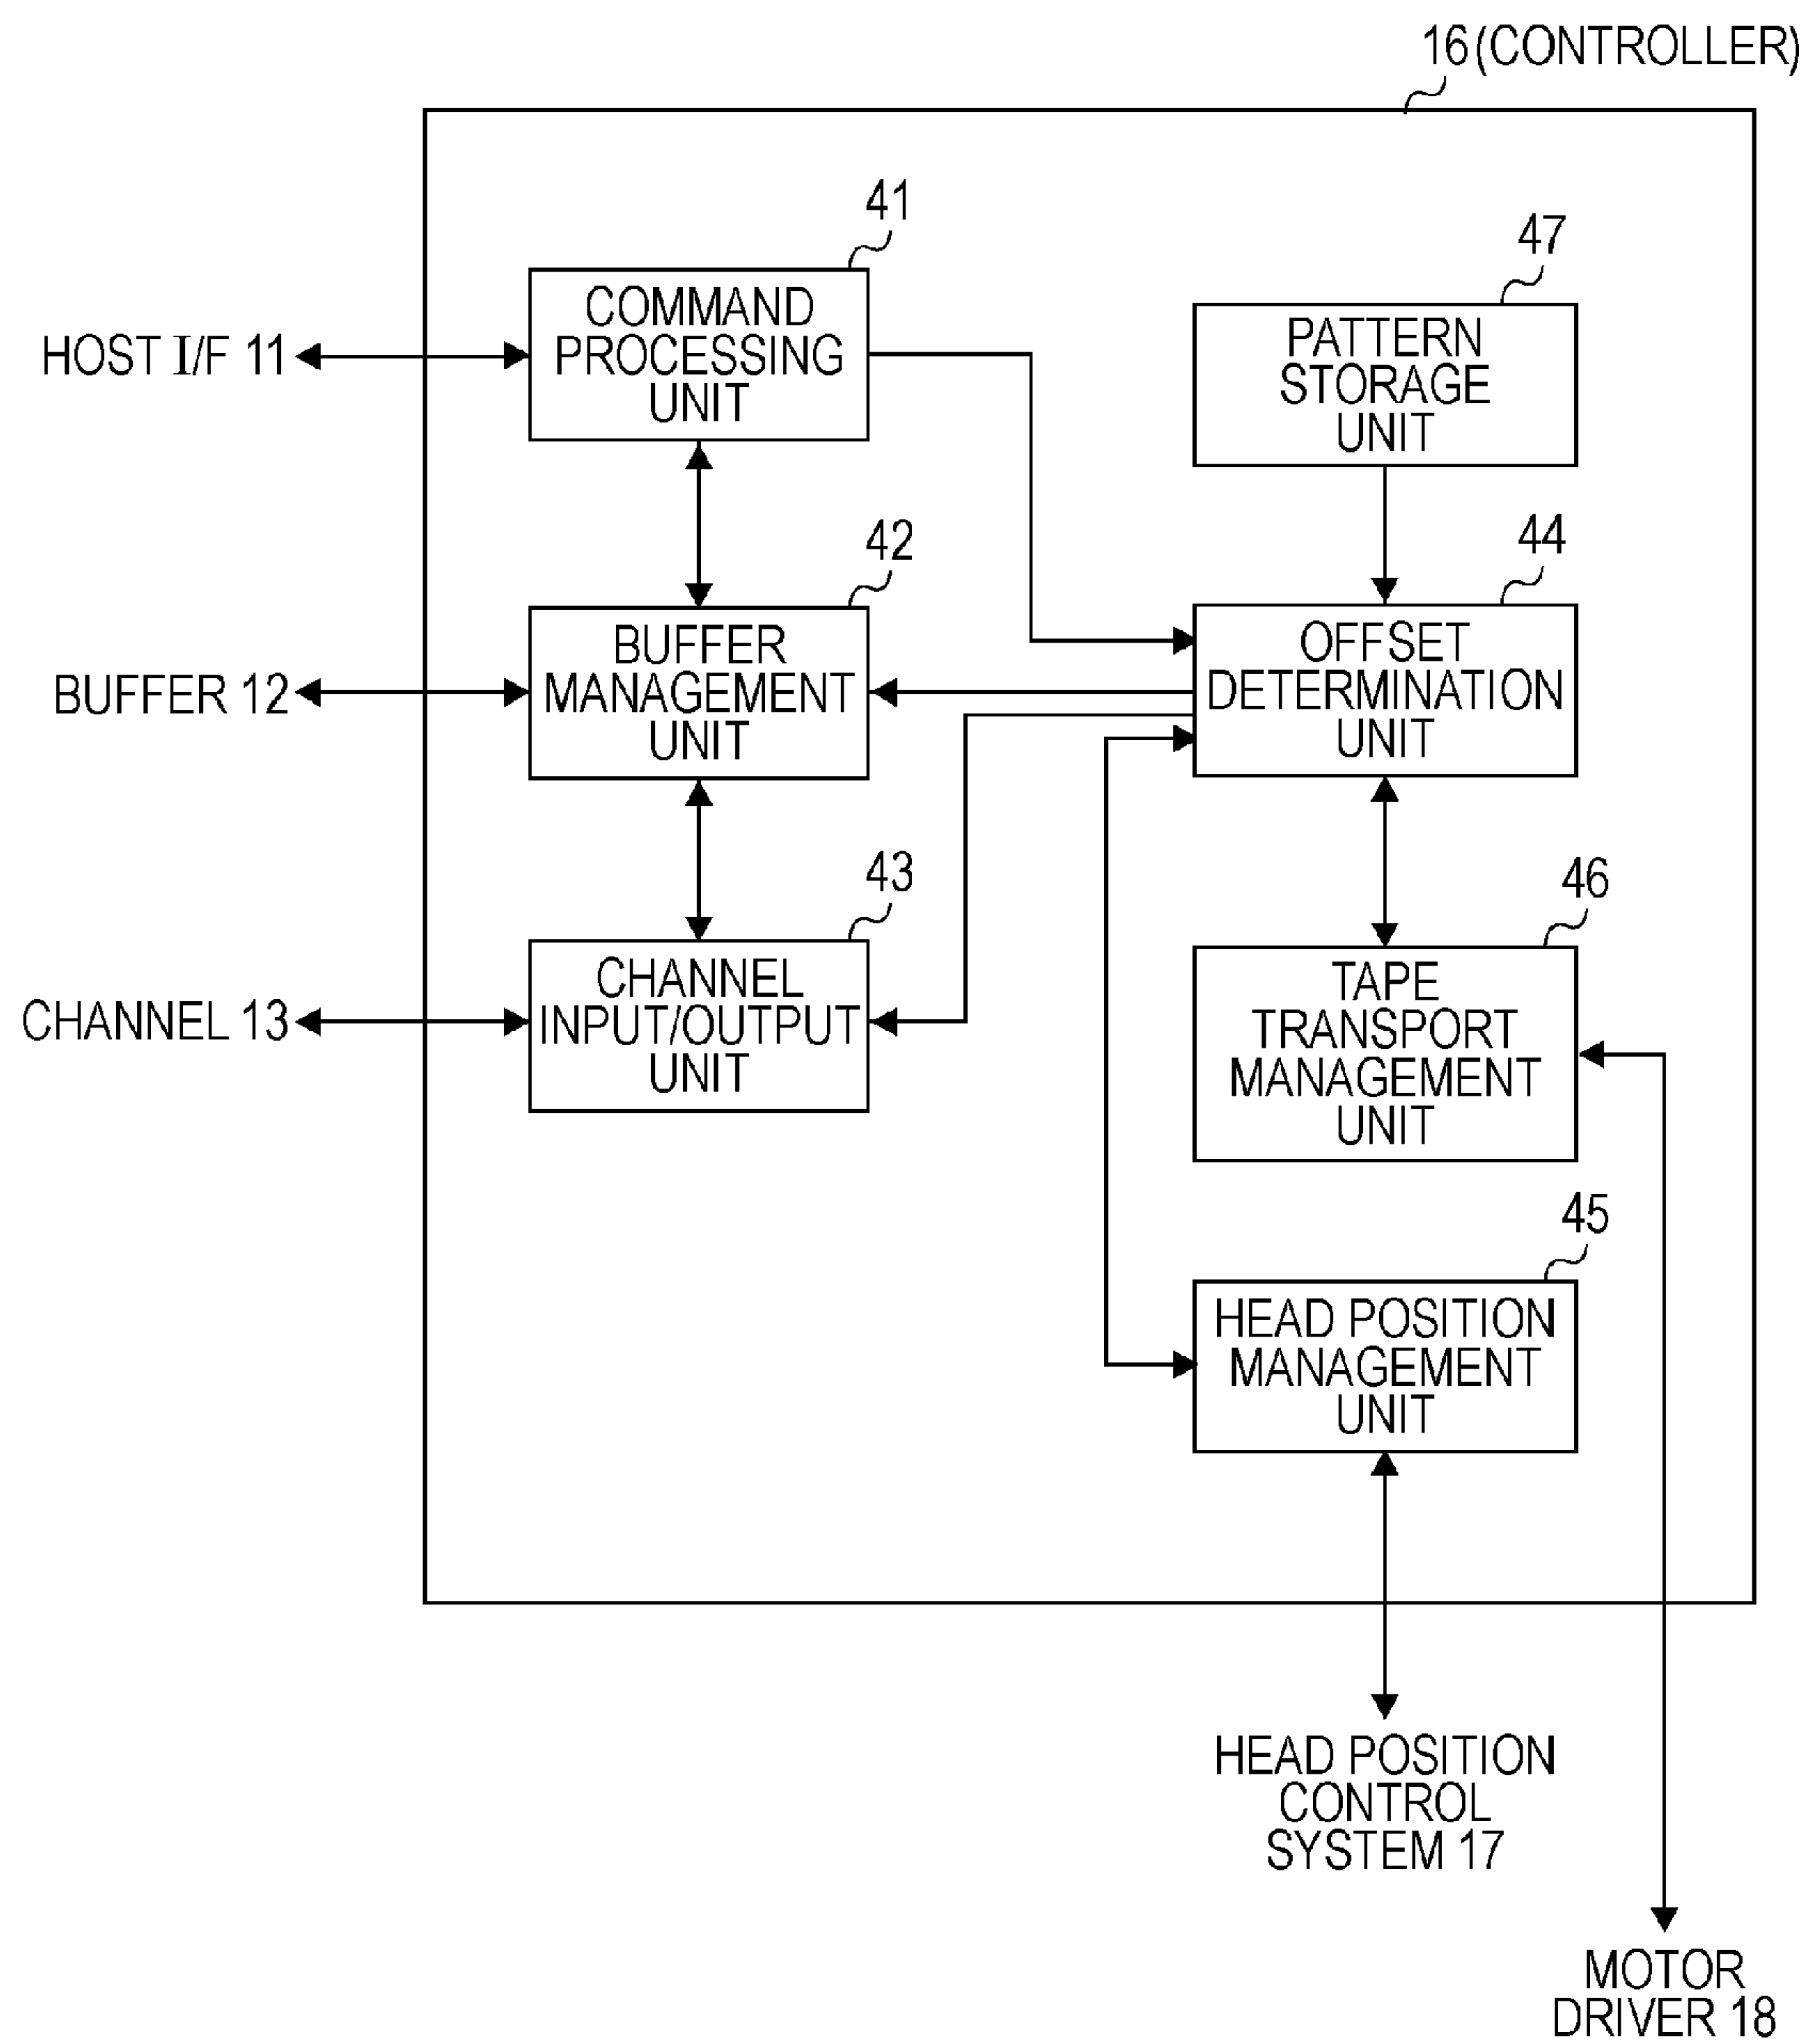 16(CONTROLLER)
41
COMMAND
PROCESSING
UNIT
HOST I/F 11
47
PATTERN
STORAGE
UNIT
42
BUFFER
MANAGEMENT
UNIT
BUFFER 12
44
OFFSET
DETERMINATION
UNIT
43
CHANNEL
INPUT/OUTPUT
UNIT
CHANNEL 13
46
TAPE
TRANSPORT
MANAGEMENT
UNIT
45
HEAD POSITION
MANAGEMENT
UNIT
HEAD POSITION
CONTROL
SYSTEM 17
MOTOR
DRIVER 18